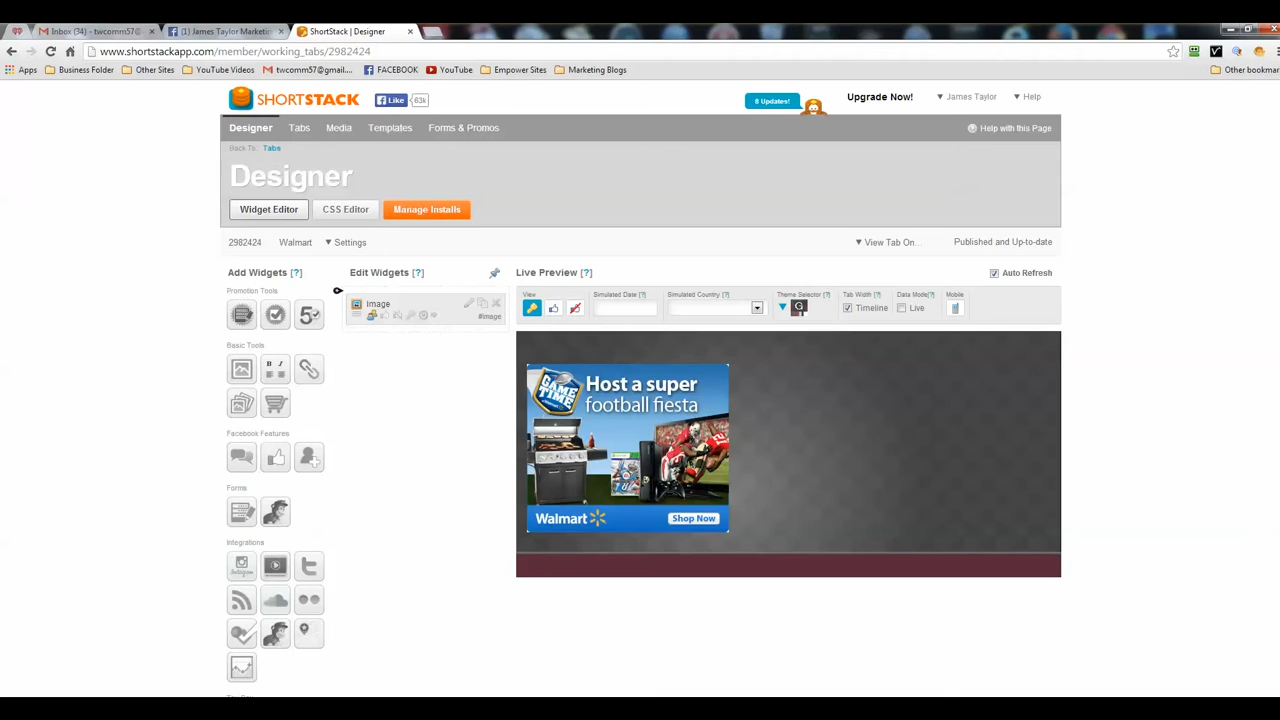 Inbox (34) - twcomm57@
(1) James Taylor Marketi
ShortStack | Designer
www.shortstackapp.com/member/working_tabs/2982424
Apps Business Folder Other Sites YouTube Videos twcomm57@gmail.... FACEBOOK YouTube Empower Sites Marketing Blogs Other bookmar
SHORTSTACK Like 63k 8 Updates! Upgrade Now! James Taylor Help
Designer Tabs Media Templates Forms & Promos Help with this Page
Back To: Tabs
Designer
Widget Editor CSS Editor Manage Installs
2982424 Walmart Settings View Tab On... Published and Up-to-date
Add Widgets [?] Edit Widgets [?] Live Preview [?] Auto Refresh
Promotion Tools
View Simulated Date [?] Simulated Country [?] Theme Selector [?] Tab Width [?] Data Mode[?] Mobile
Image
Timeline Live
#image
G
5
Basic Tools
B I
GAME TIME
Host a super
football fiesta
Facebook Features
Forms
Walmart Shop Now
Integrations
Instagram